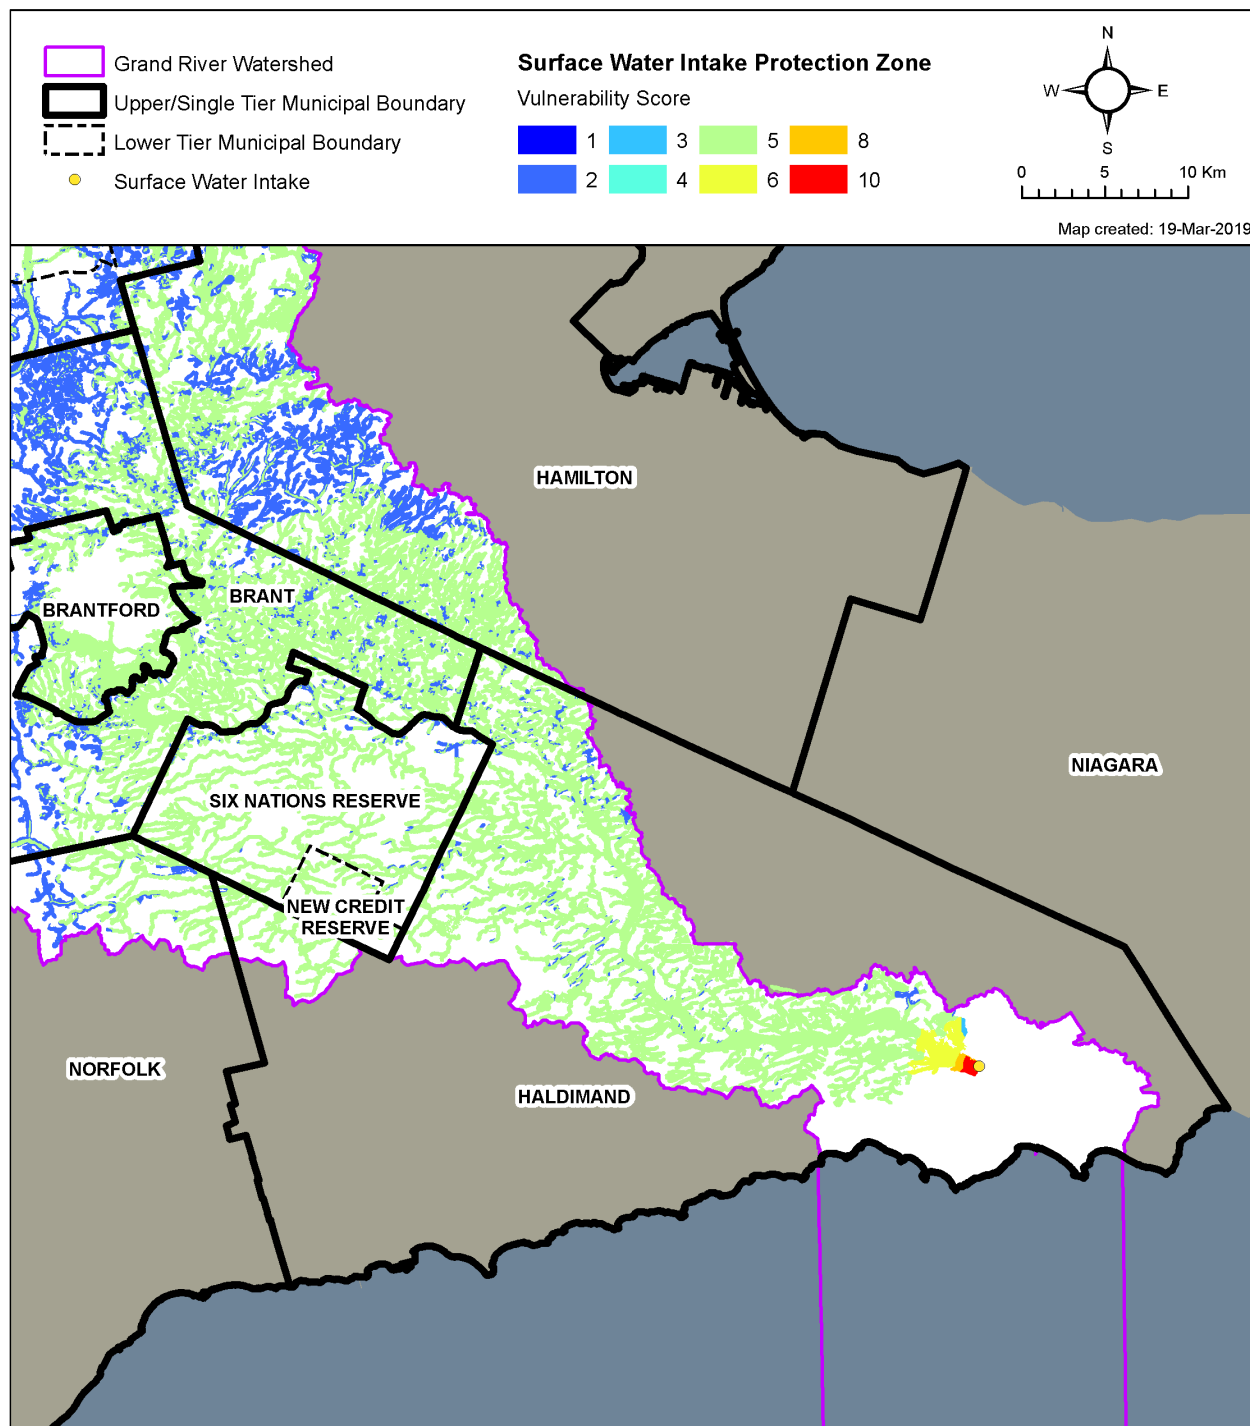 Grand River Watershed
Upper/Single Tier Municipal Boundary
Lower Tier Municipal Boundary
Surface Water Intake
Surface Water Intake Protection Zone
Vulnerability Score
1 3 5 8
2 4 6 10
N
W E
S
0 5 10 Km
Map created: 19-Mar-2019
HAMILTON
BRANTFORD
BRANT
NIAGARA
SIX NATIONS RESERVE
NEW CREDIT
RESERVE
NORFOLK
HALDIMAND